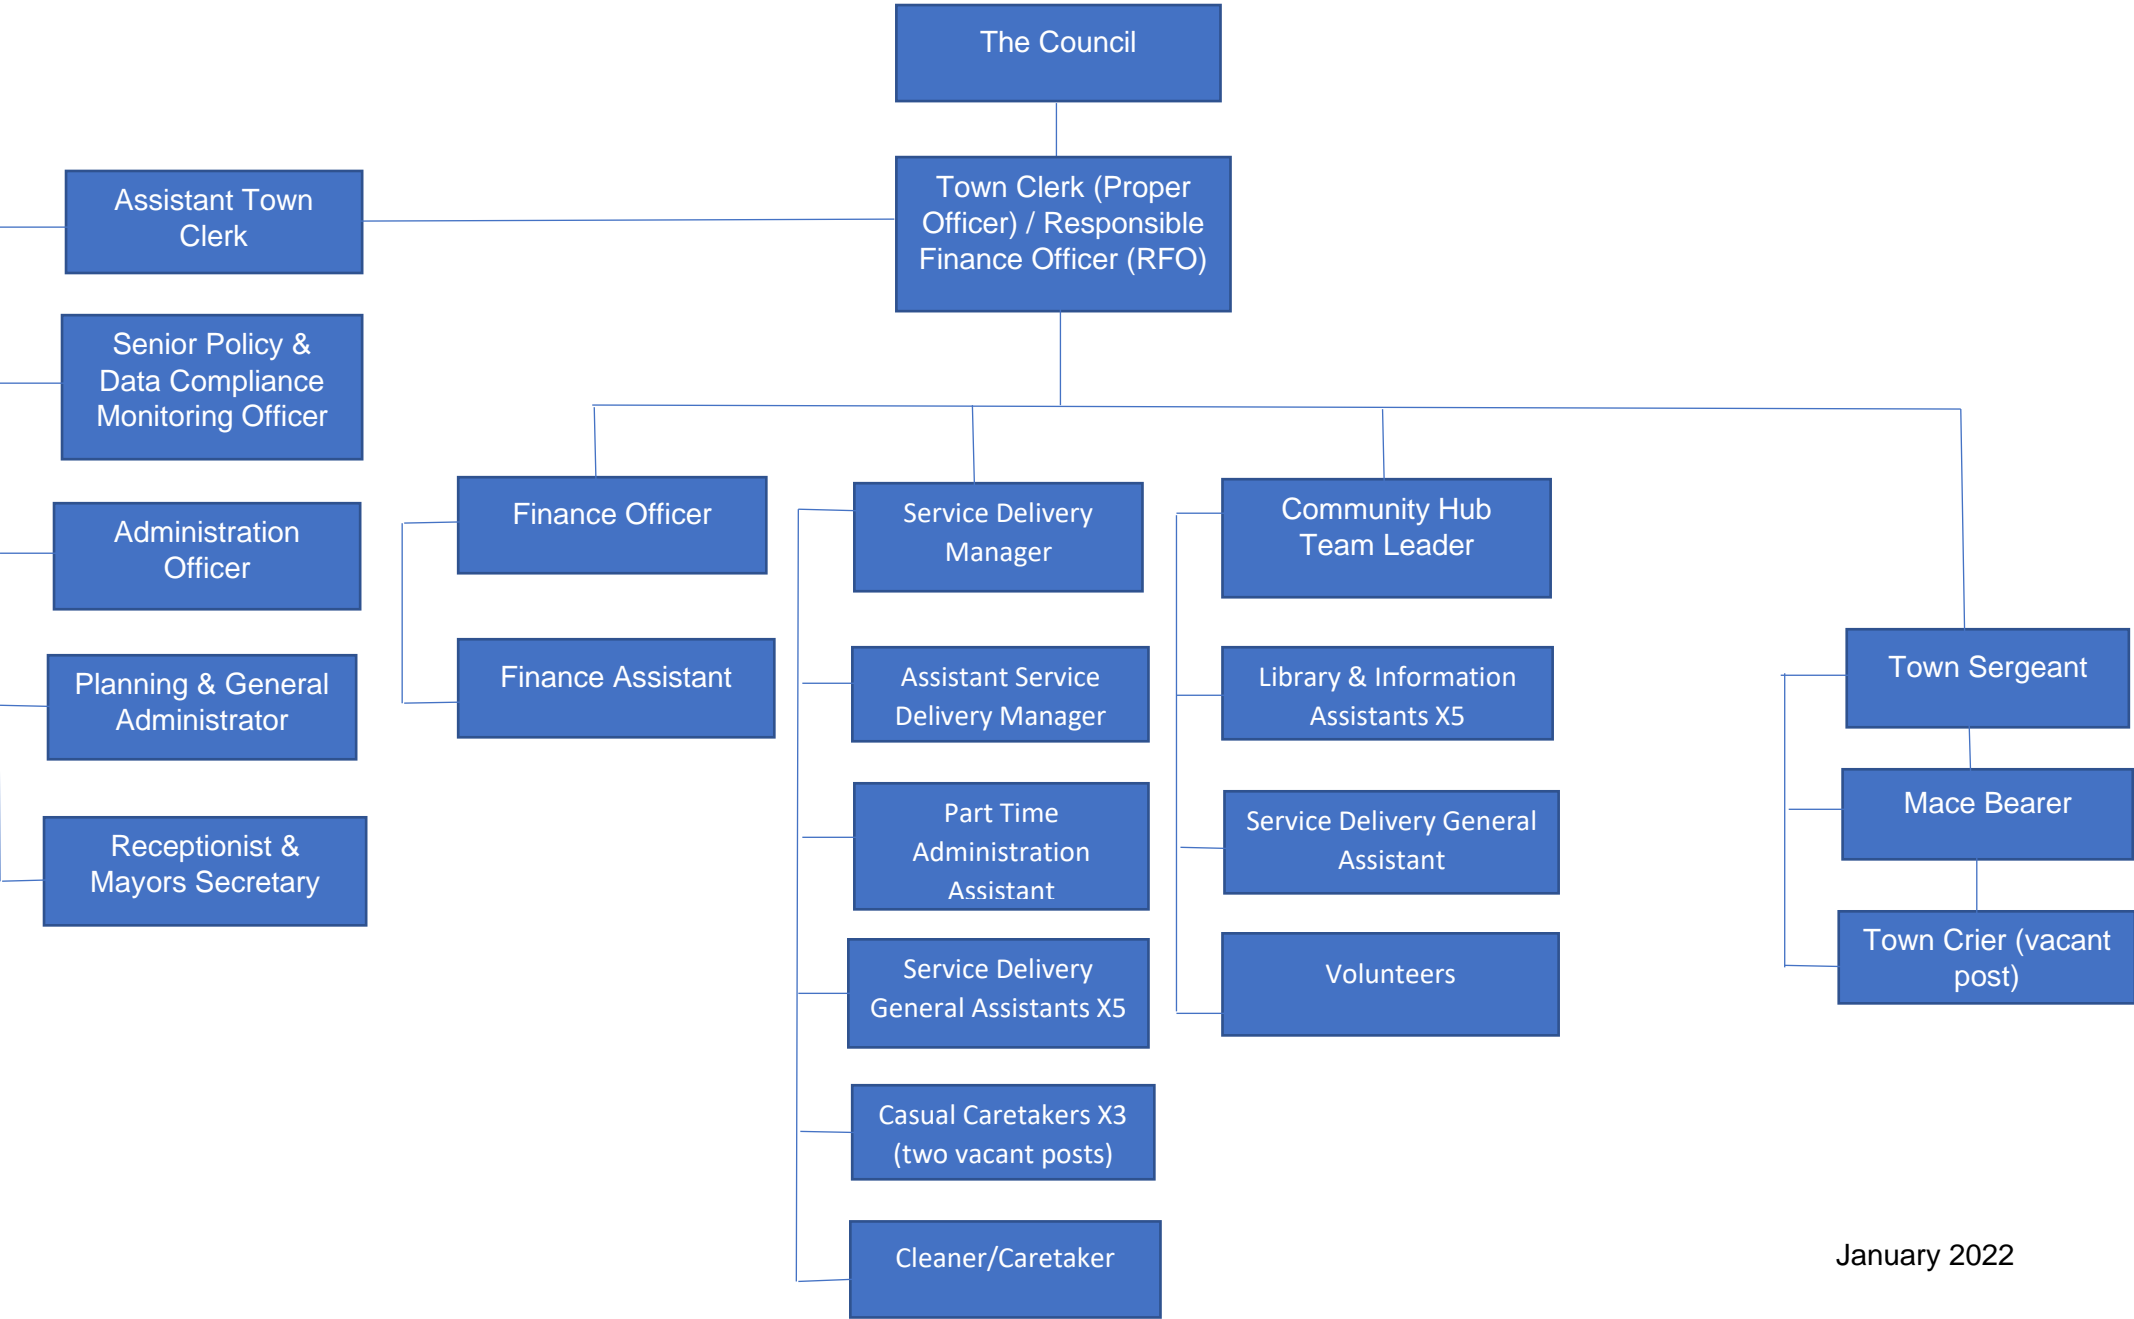 The Council
Town Clerk (Proper
Officer) / Responsible
Finance Officer (RFO)
Assistant Town
Clerk
Senior Policy &
Data Compliance
Monitoring Officer
Administration
Officer
Planning & General
Administrator
Receptionist &
Mayors Secretary
Finance Officer
Finance Assistant
Service Delivery
Manager
Assistant Service
Delivery Manager
Part Time
Administration
Assistant
Service Delivery
General Assistants X5
Casual Caretakers X3
(two vacant posts)
Cleaner/Caretaker
Community Hub
Team Leader
Library & Information
Assistants X5
Service Delivery General
Assistant
Volunteers
Town Sergeant
Mace Bearer
Town Crier (vacant
post)
January 2022